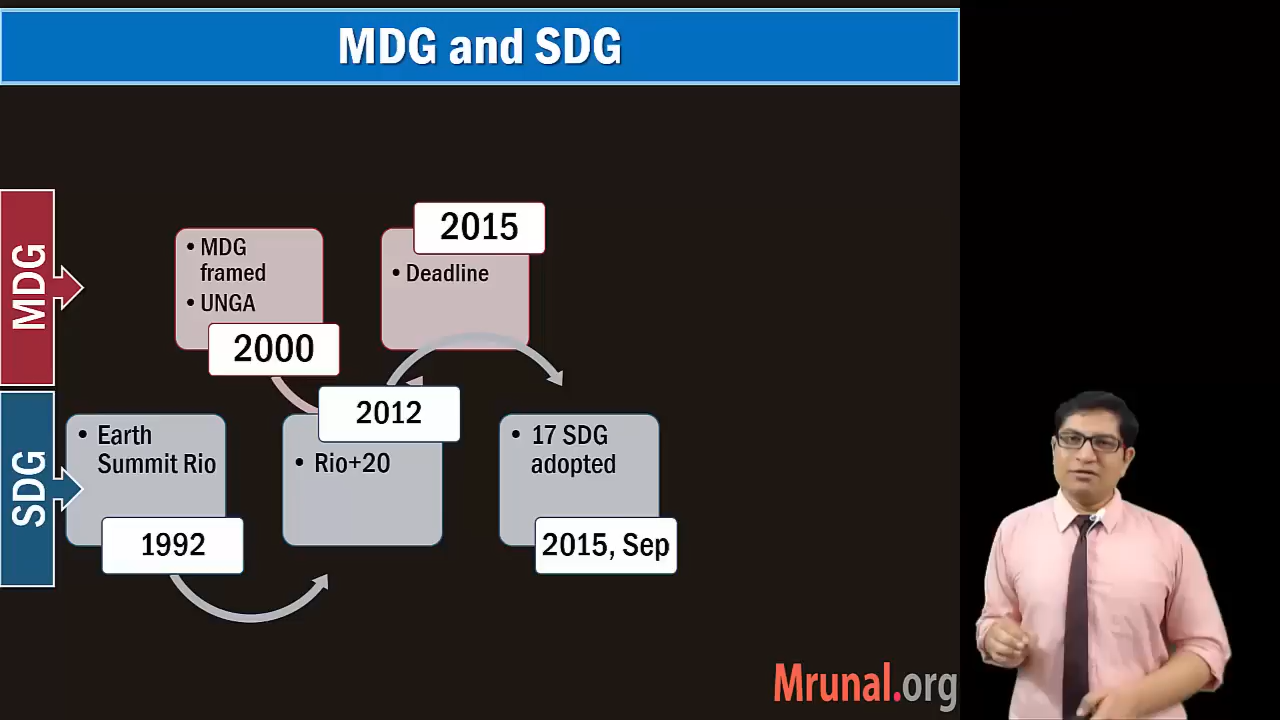 MDG and SDG
MDG
• MDG
framed
• UNGA
2000
2015
• Deadline
SDG
• Earth
Summit Rio
1992
2012
• Rio+20
• 17 SDG
adopted
2015, Sep
Mrunal.org